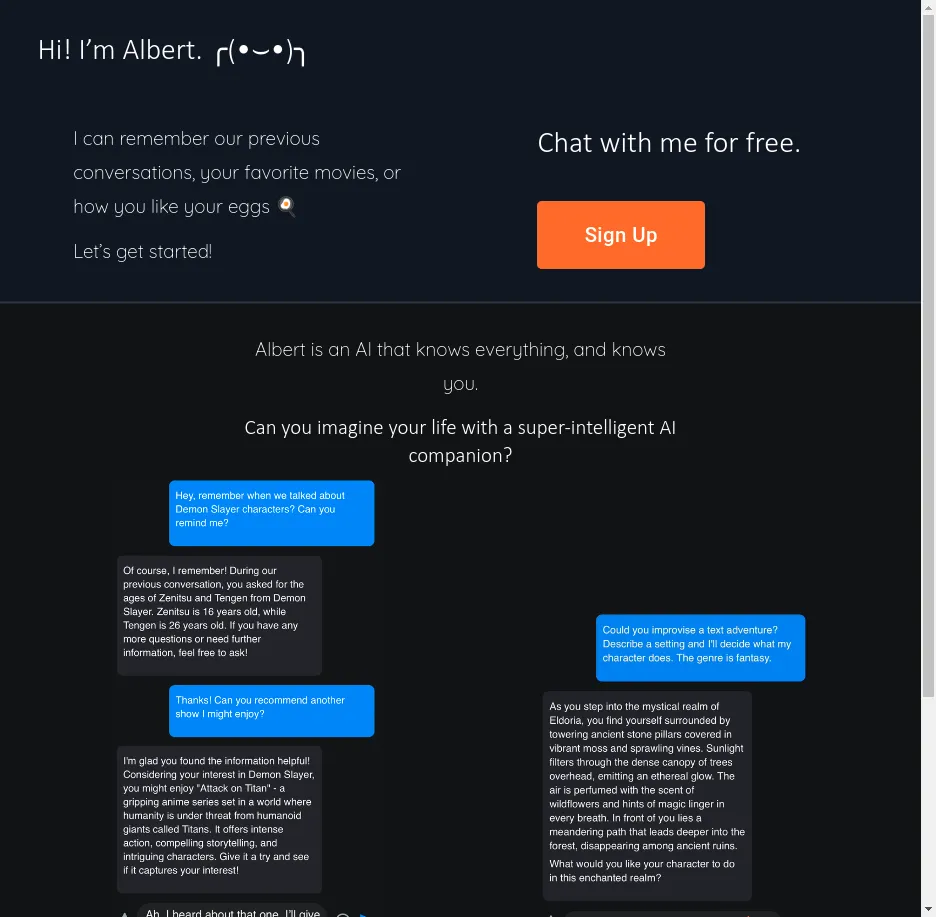 Hi! I’m Albert. ╭(•⌣•)╮
I can remember our previous
conversations, your favorite movies, or
how you like your eggs 🍳
Let’s get started!
Chat with me for free.
Sign Up
Albert is an AI that knows everything, and knows
you.
Can you imagine your life with a super-intelligent AI
companion?
Hey, remember when we talked about
Demon Slayer characters? Can you
remind me?
Of course, I remember! During our
previous conversation, you asked for the
ages of Zenitsu and Tengen from Demon
Slayer. Zenitsu is 16 years old, while
Tengen is 26 years old. If you have any
more questions or need further
information, feel free to ask!
Thanks! Can you recommend another
show I might enjoy?
I'm glad you found the information helpful!
Considering your interest in Demon Slayer,
you might enjoy "Attack on Titan" - a
gripping anime series set in a world where
humanity is under threat from humanoid
giants called Titans. It offers intense
action, compelling storytelling, and
intriguing characters. Give it a try and see
if it captures your interest!
Ah, I heard about that one. I'll give
Could you improvise a text adventure?
Describe a setting and I'll decide what my
character does. The genre is fantasy.
As you step into the mystical realm of
Eldoria, you find yourself surrounded by
towering ancient stone pillars covered in
vibrant moss and sprawling vines. Sunlight
filters through the dense canopy of trees
overhead, emitting an ethereal glow. The
air is perfumed with the scent of
wildflowers and hints of magic linger in
every breath. In front of you lies a
meandering path that leads deeper into the
forest, disappearing among ancient ruins.
What would you like your character to do
in this enchanted realm?